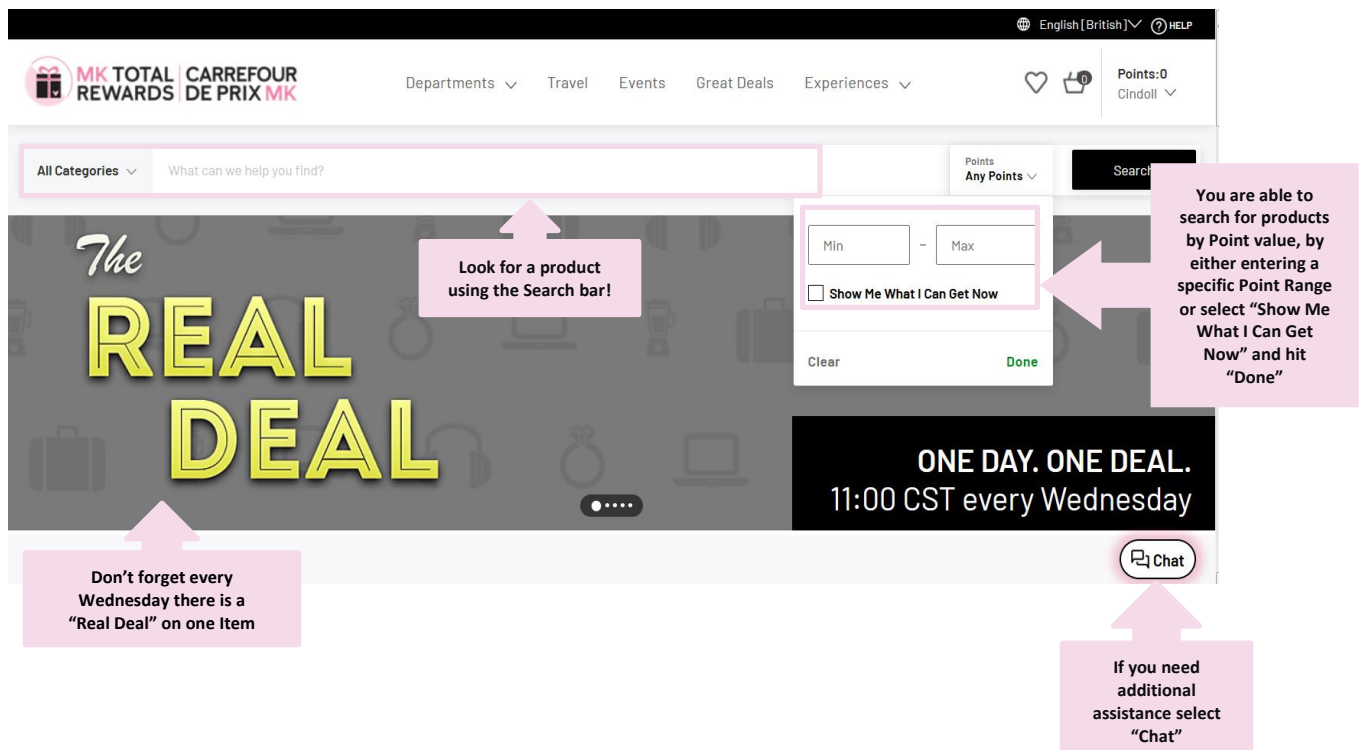 English [British] HELP
MK TOTAL CARREFOUR
REWARDS DE PRIX MK
Departments Travel Events Great Deals Experiences
0
Points:0
Cindoll
All Categories What can we help you find?
Points
Any Points
Search
Min - Max
Show Me What I Can Get Now
Clear Done
You are able to
search for products
by Point value, by
either entering a
specific Point Range
or select “Show Me
What I Can Get
Now” and hit
“Done”
Look for a product
using the Search bar!
The
REAL
DEAL
ONE DAY. ONE DEAL.
11:00 CST every Wednesday
Chat
Don’t forget every
Wednesday there is a
“Real Deal” on one Item
If you need
additional
assistance select
“Chat”